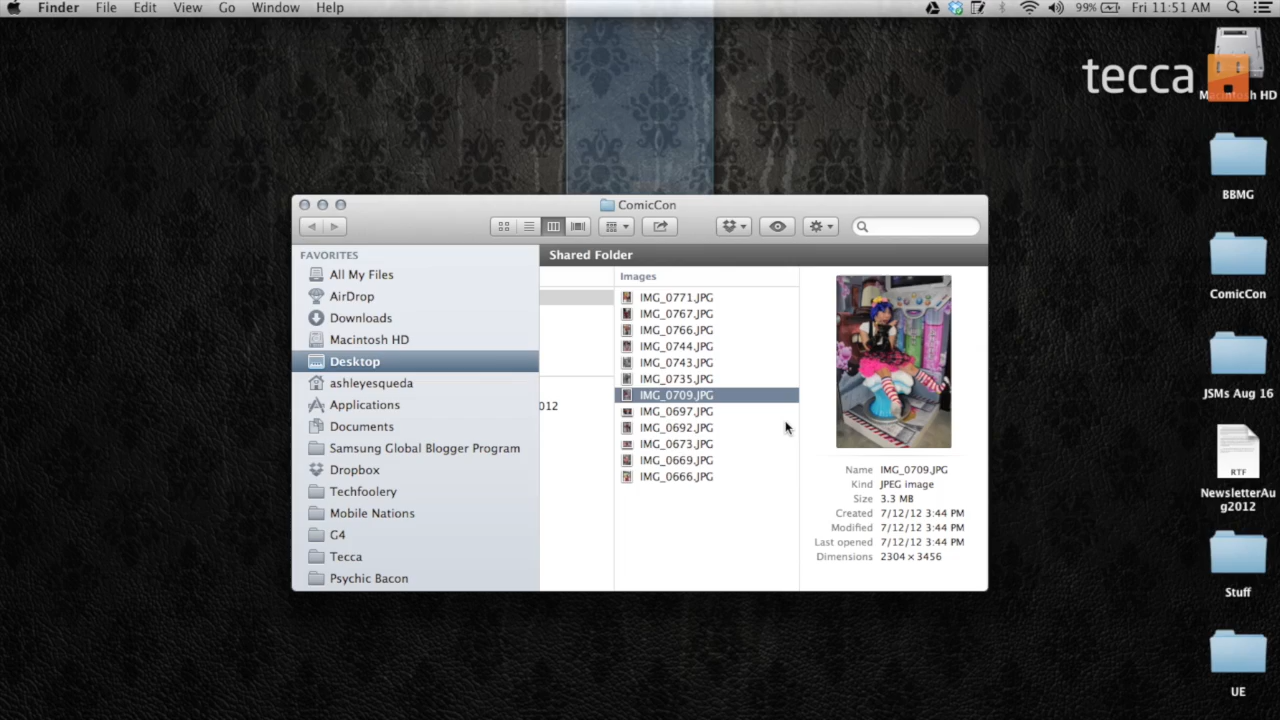 Finder File Edit View Go Window Help 99% Fri 11:51 AM
tecca
Macintosh HD
BBMG
ComicCon
JSMs Aug 16
RTF
NewsletterAu
g2012
Stuff
UE
ComicCon
FAVORITES
All My Files
AirDrop
Downloads
Macintosh HD
Desktop
ashleyesqueda
Applications
Documents
Samsung Global Blogger Program
Dropbox
Techfoolery
Mobile Nations
G4
Tecca
Psychic Bacon
Shared Folder
012
Images
IMG_0771.JPG
IMG_0767.JPG
IMG_0766.JPG
IMG_0744.JPG
IMG_0743.JPG
IMG_0735.JPG
IMG_0709.JPG
IMG_0697.JPG
IMG_0692.JPG
IMG_0673.JPG
IMG_0669.JPG
IMG_0666.JPG
Name IMG_0709.JPG
Kind JPEG image
Size 3.3 MB
Created 7/12/12 3:44 PM
Modified 7/12/12 3:44 PM
Last opened 7/12/12 3:44 PM
Dimensions 2304 × 3456